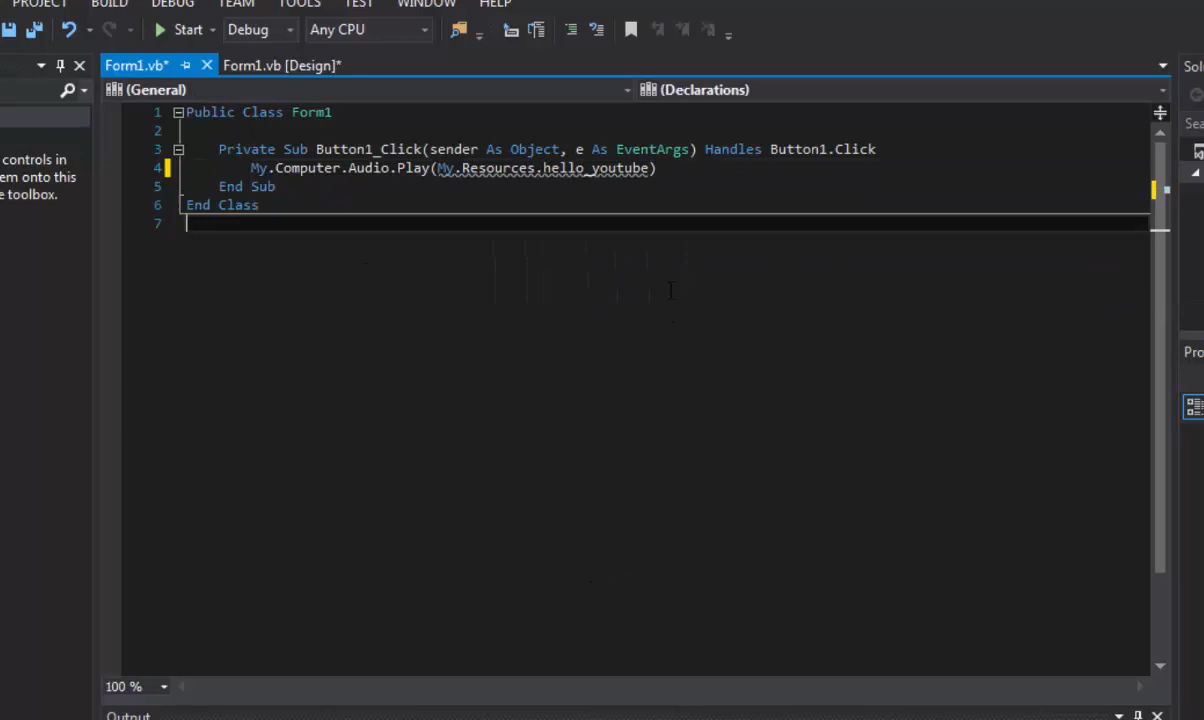 PROJECT BUILD DEBUG TEAM TOOLS TEST WINDOW HELP
Start Debug Any CPU
Form1.vb* Form1.vb [Design]* Sol
(General) (Declarations)
Sea
controls in
em onto this
e toolbox.
1 Public Class Form1
2
3 Private Sub Button1_Click(sender As Object, e As EventArgs) Handles Button1.Click
4 My.Computer.Audio.Play(My.Resources.hello_youtube)
5 End Sub
6 End Class
7
Pro
100 %
Output